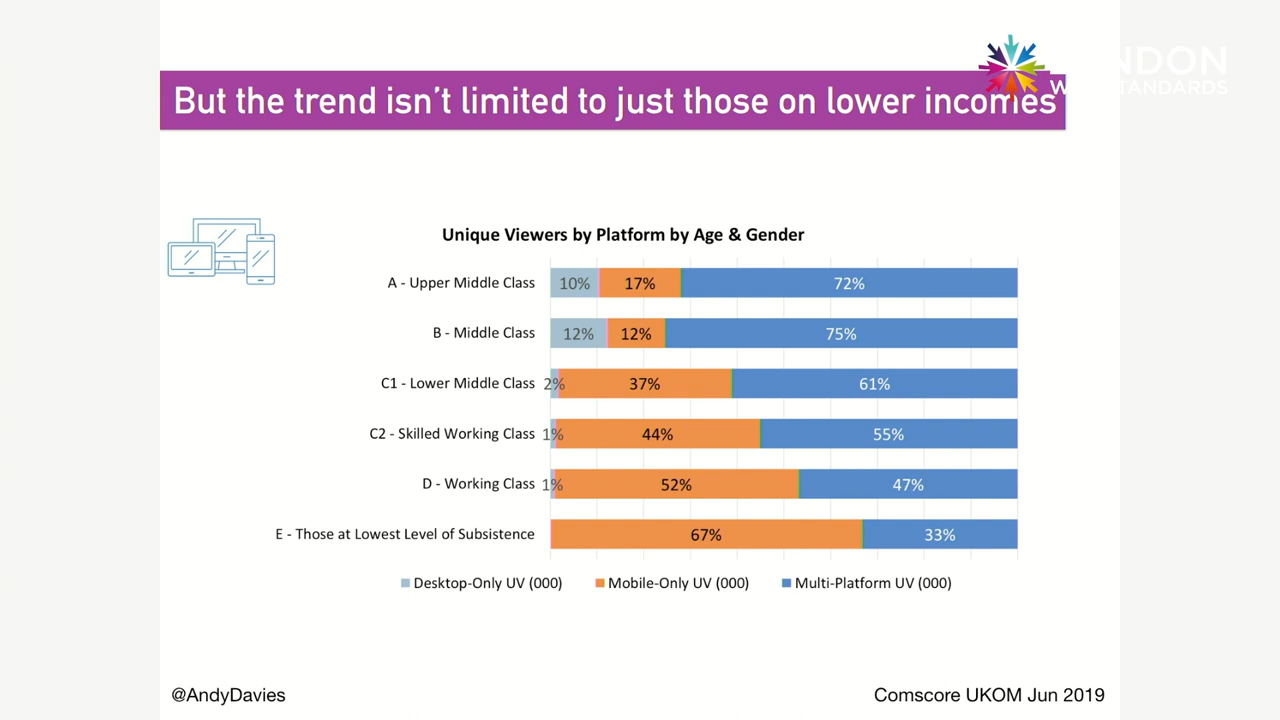 NDON
W TANDARDS
But the trend isn't limited to just those on lower incomes
Unique Viewers by Platform by Age & Gender
A - Upper Middle Class 10% 17% 72%
B - Middle Class 12% 12% 75%
C1 - Lower Middle Class 2% 37% 61%
C2 - Skilled Working Class 1% 44% 55%
D - Working Class 1% 52% 47%
E - Those at Lowest Level of Subsistence 67% 33%
Desktop-Only UV (000) Mobile-Only UV (000) Multi-Platform UV (000)
@AndyDavies Comscore UKOM Jun 2019